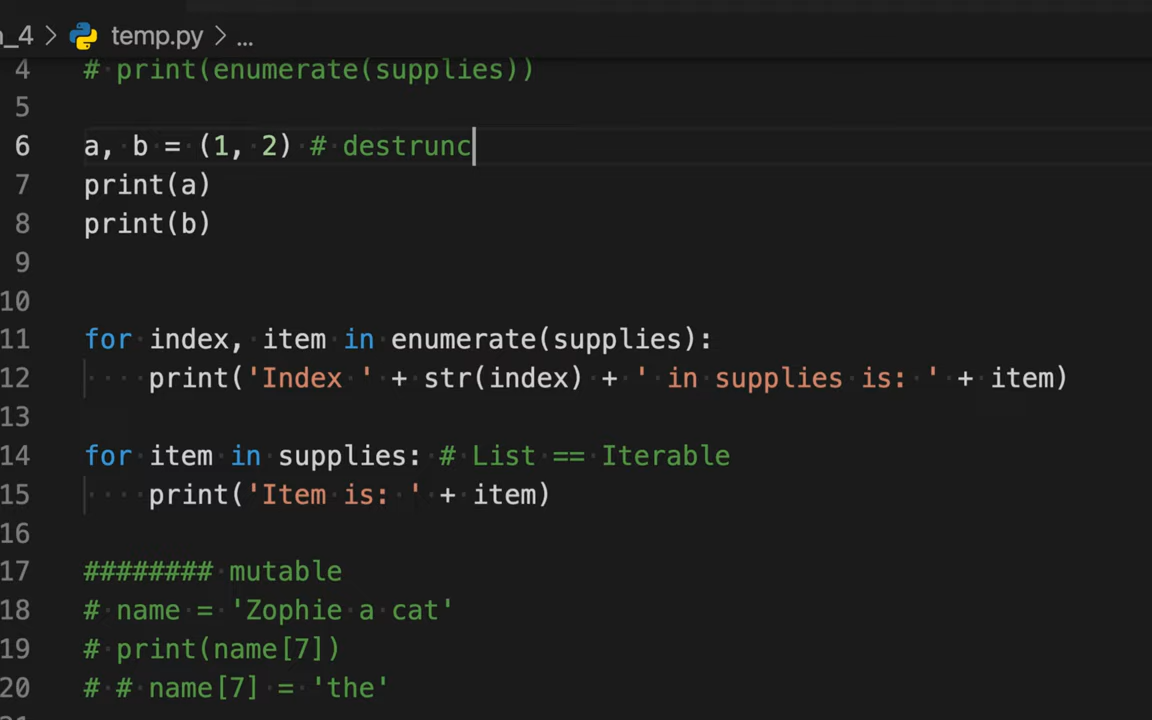 n_4 > temp.py > ...
4 # print(enumerate(supplies))
5
6 a, b = (1, 2) # destrunc
7 print(a)
8 print(b)
9
10
11 for index, item in enumerate(supplies):
12 print('Index ' + str(index) + ' in supplies is: ' + item)
13
14 for item in supplies: # List == Iterable
15 print('Item is: ' + item)
16
17 ######## mutable
18 # name = 'Zophie a cat'
19 # print(name[7])
20 # # name[7] = 'the'